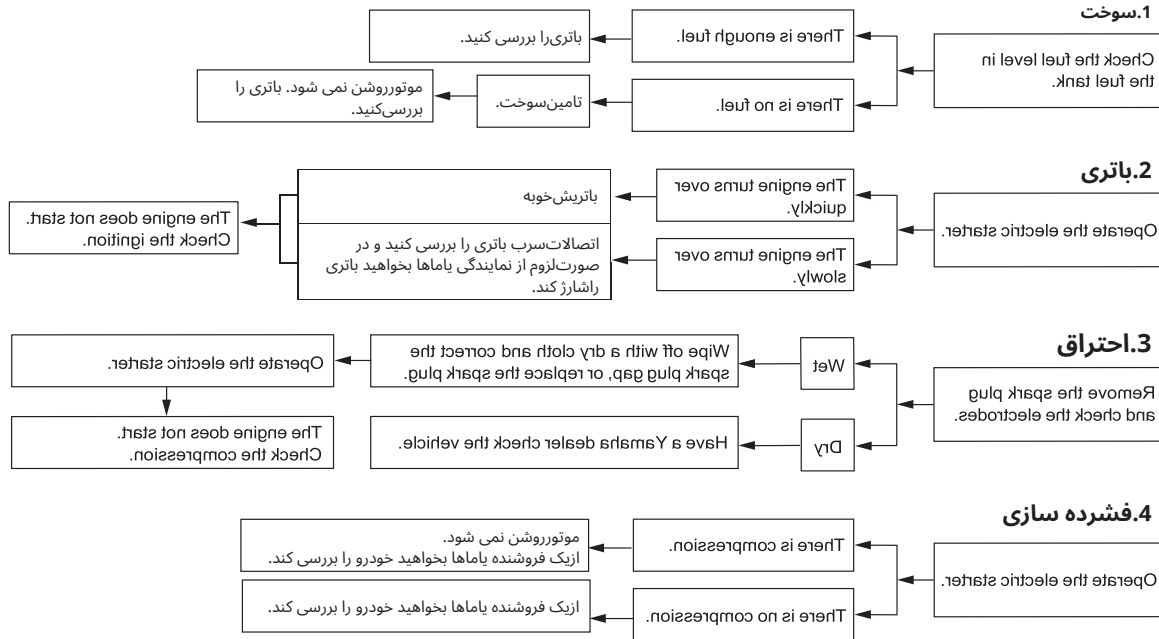 1.سوخت
Check the fuel level in
the fuel tank.
There is enough fuel.
باتری‌را بررسی کنید.
There is no fuel.
تامین‌سوخت.
موتورروشن نمی شود. باتری را
بررسی‌کنید.
2.باتری
Operate the electric starter.
The engine turns over
quickly.
باتریش‌خوبه
The engine turns over
slowly.
اتصالات‌سرب باتری را بررسی کنید و در
صورت‌لزوم از نمایندگی یاماها بخواهید باتری
راشارژ کند.
The engine does not start.
Check the ignition.
3.احتراق
Remove the spark plug
and check the electrodes.
Wet
Wipe off with a dry cloth and correct the
spark plug gap, or replace the spark plug.
Operate the electric starter.
The engine does not start.
Check the compression.
Dry
Have a Yamaha dealer check the vehicle.
4.فشرده سازی
Operate the electric starter.
There is compression.
موتورروشن نمی شود.
ازیک فروشنده یاماها بخواهید خودرو را بررسی کند.
There is no compression.
ازیک فروشنده یاماها بخواهید خودرو را بررسی کند.